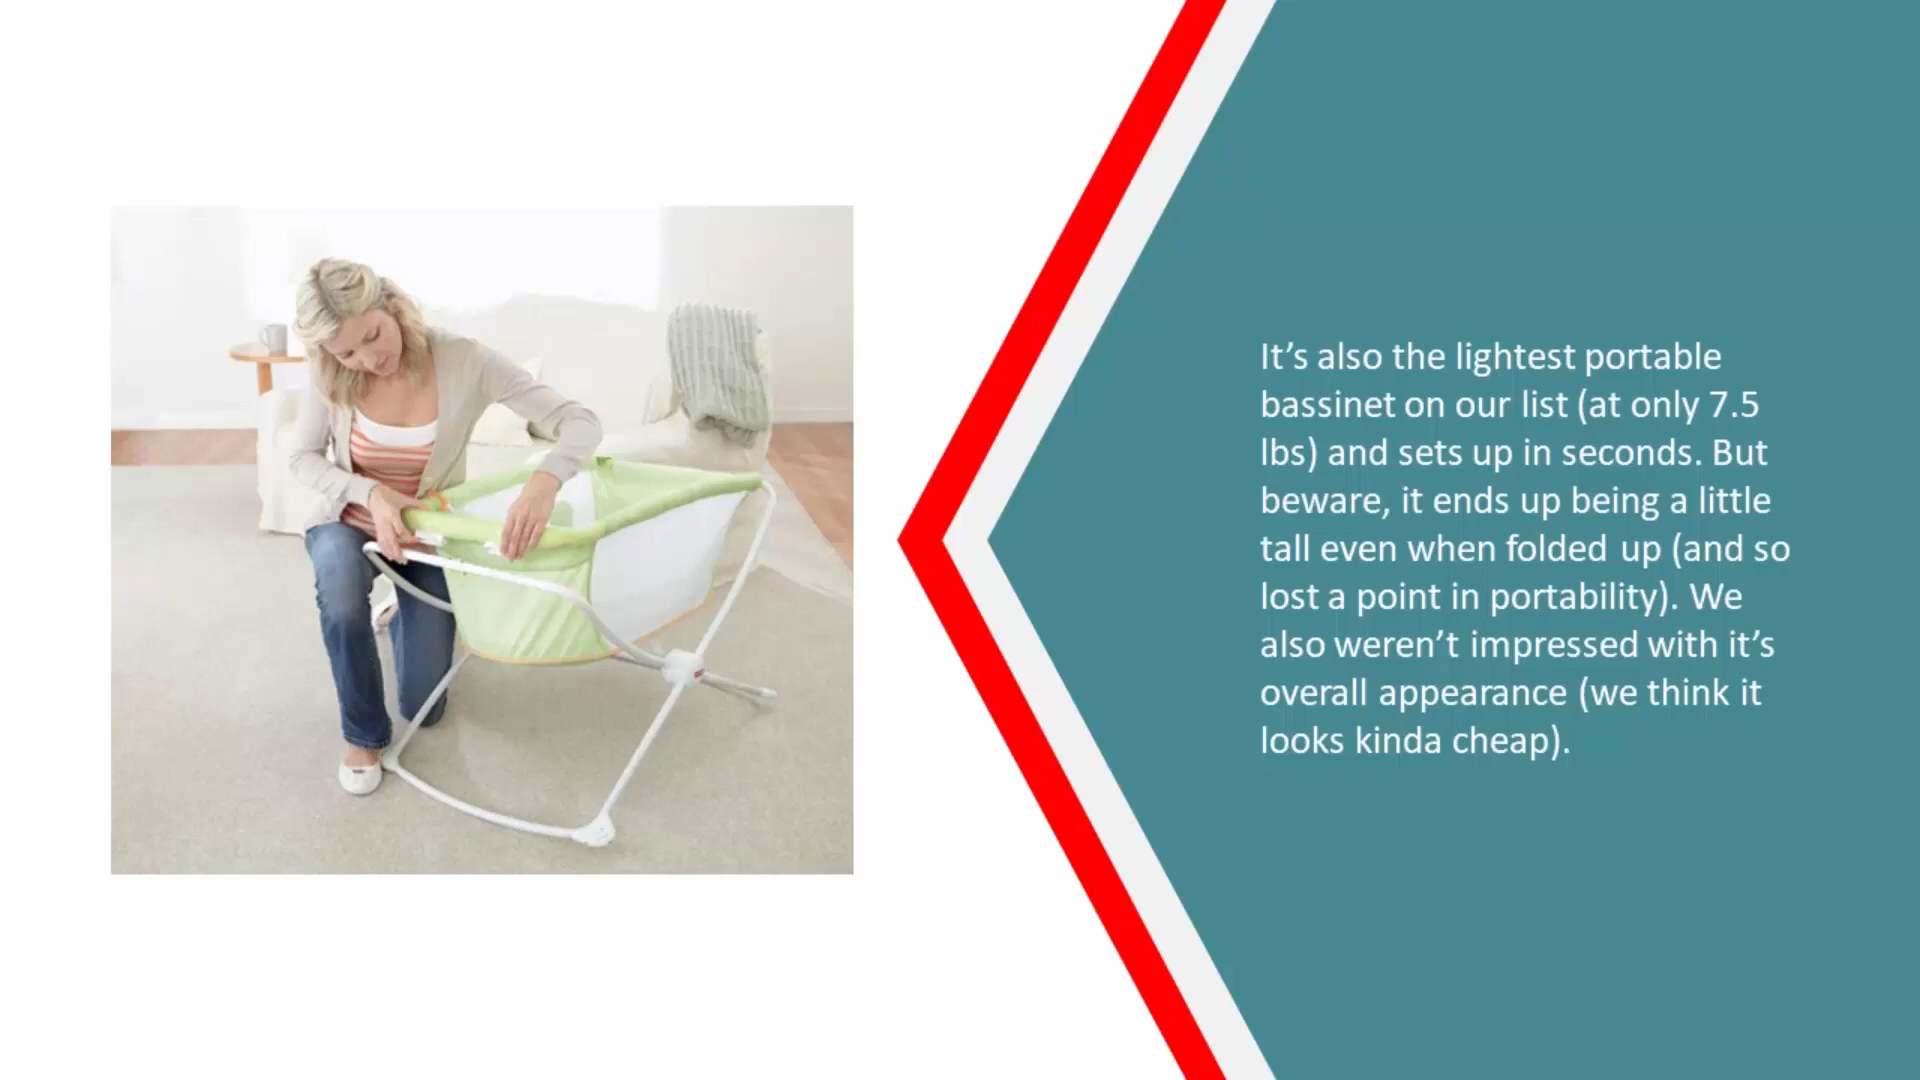 It’s also the lightest portable
bassinet on our list (at only 7.5
lbs) and sets up in seconds. But
beware, it ends up being a little
tall even when folded up (and so
lost a point in portability). We
also weren’t impressed with it’s
overall appearance (we think it
looks kinda cheap).